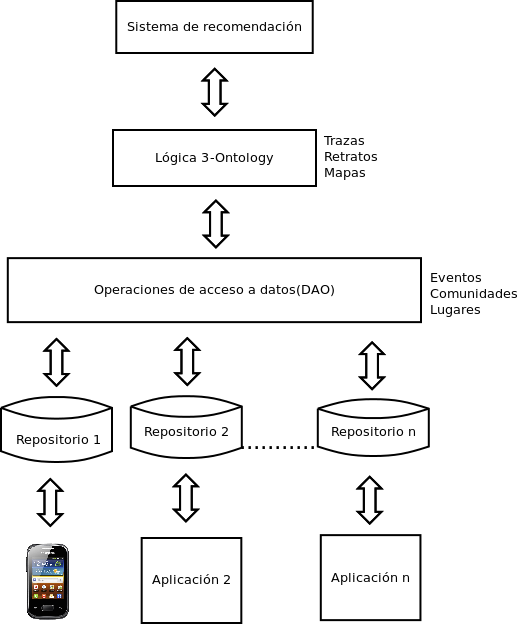 Sistema de recomendación
Lógica 3-Ontology
Trazas
Retratos
Mapas
Operaciones de acceso a datos(DAO)
Eventos
Comunidades
Lugares
Repositorio 1
Repositorio 2
Repositorio n
Aplicación 2
Aplicación n